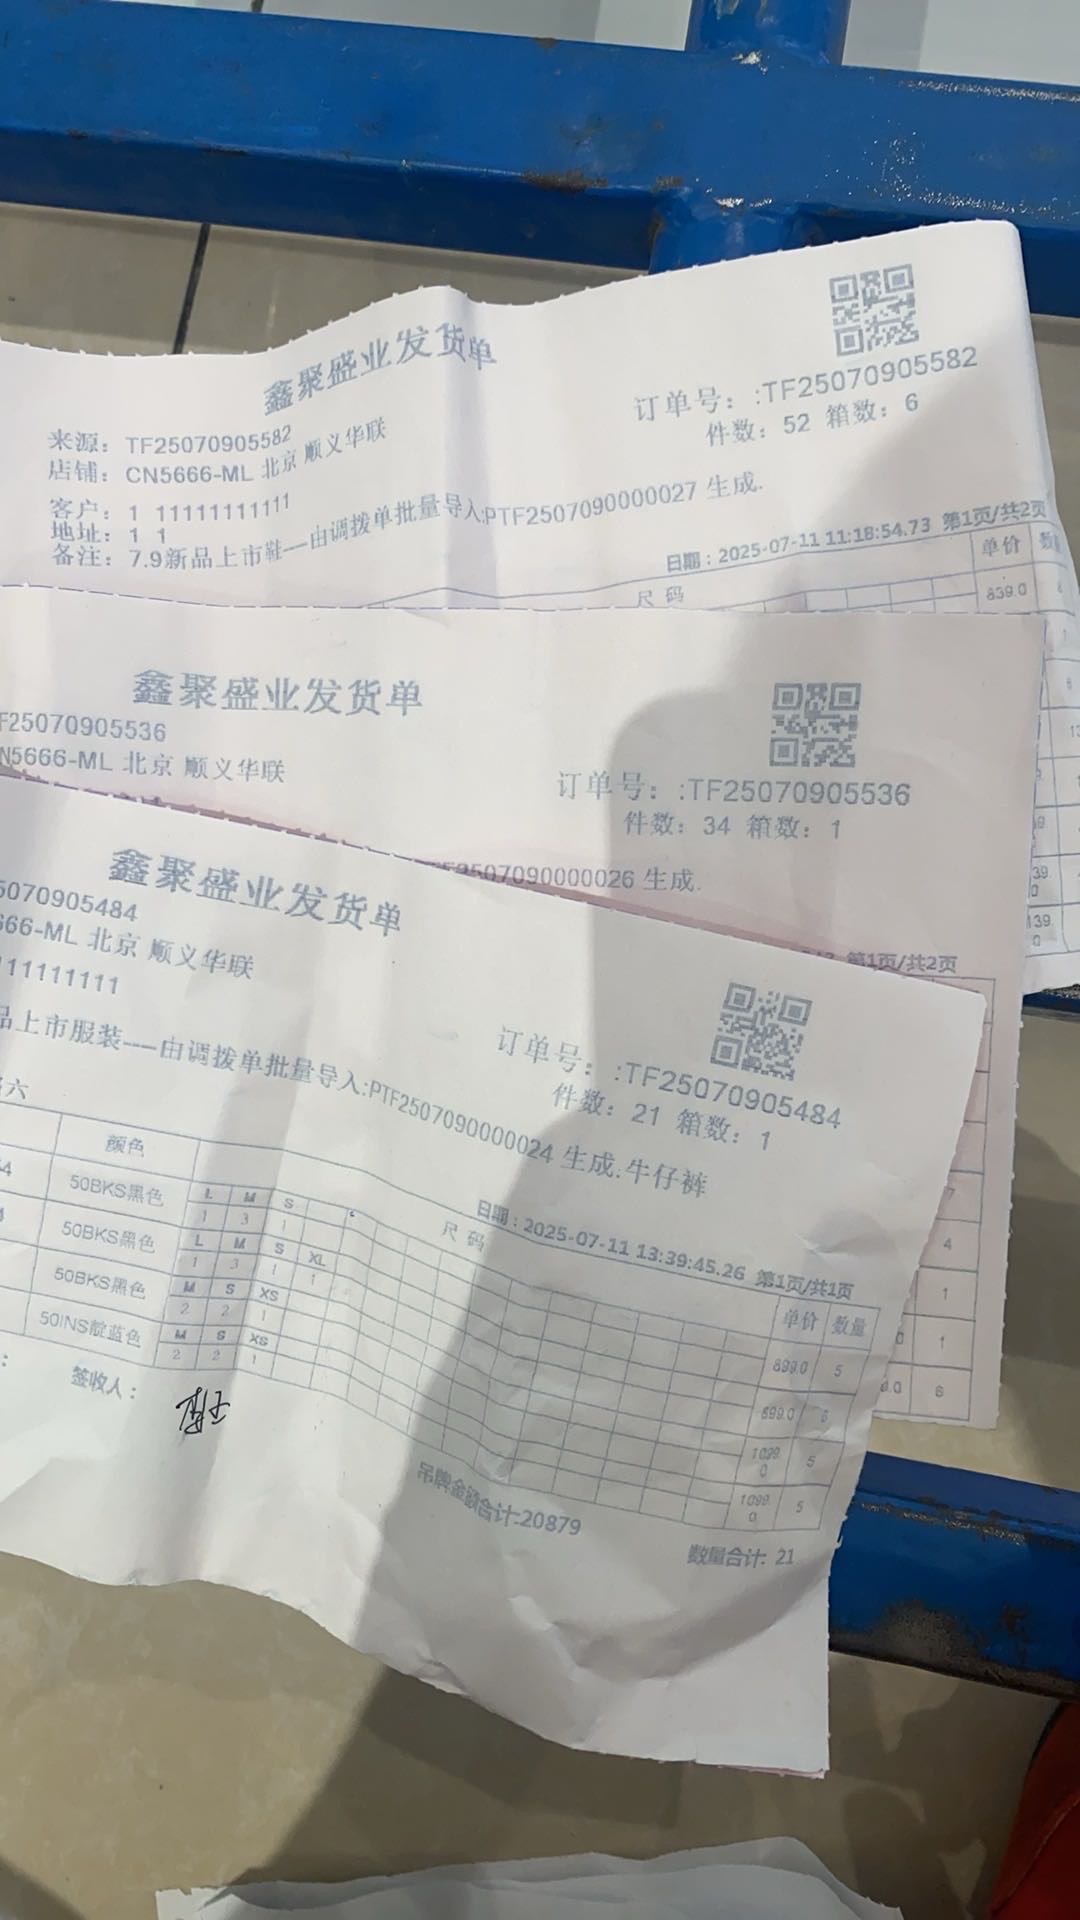 鑫聚盛业发货单
来源：TF25070905582
订单号：:TF25070905582
店铺：CN5666-ML 北京 顺义华联
件数：52 箱数：6
客户：1 11111111111
地址：1 1
备注：7.9新品上市鞋----由调拨单批量导入:PTF2507090000027 生成.
日期：2025-07-11 11:18:54.73 第1页/共2页
尺码 单价
839.0
鑫聚盛业发货单
F25070905536
N5666-ML 北京 顺义华联
订单号：:TF25070905536
件数：34 箱数：1
2507090000026 生成.
第1页/共2页
7
4
1
1
6
鑫聚盛业发货单
5070905484
666-ML 北京 顺义华联
111111111
订单号：:TF25070905484
件数：21 箱数：1
品上市服装----由调拨单批量导入:PTF2507090000024 生成.牛仔裤
日期：2025-07-11 13:39:45.26 第1页/共1页
颜色 尺码 单价 数量
50BKS黑色 L M S 899.0 5
1 3 1
50BKS黑色 L M S XL 899.0 6
1 3 1 1
50BKS黑色 M S XS 1099.0 5
2 2 1
50INS靛蓝色 M S XS 1099.0 5
2 2 1
签收人：
吊牌金额合计:20879
数量合计: 21